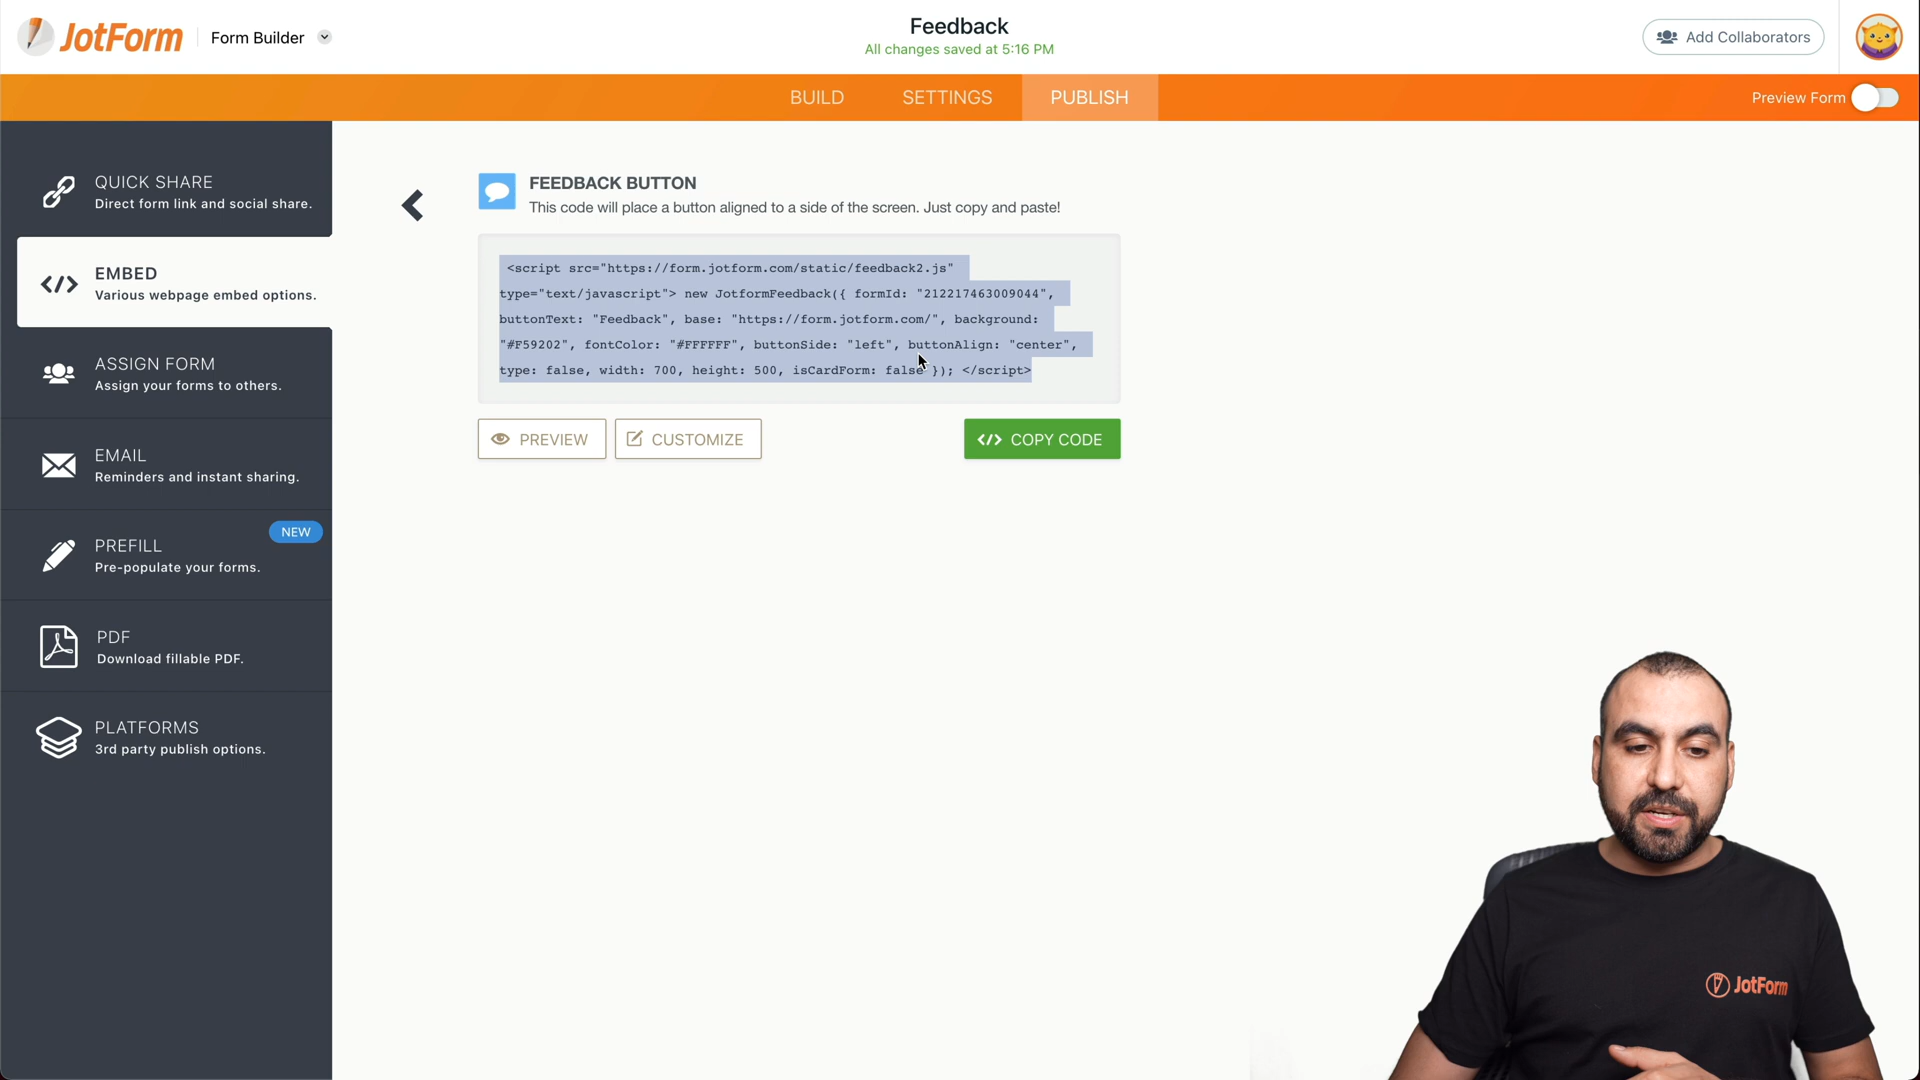 JotForm
Form Builder
Feedback
All changes saved at 5:16 PM
Add Collaborators
BUILD
SETTINGS
PUBLISH
Preview Form
QUICK SHARE
Direct form link and social share.
EMBED
Various webpage embed options.
ASSIGN FORM
Assign your forms to others.
EMAIL
Reminders and instant sharing.
NEW
PREFILL
Pre-populate your forms.
PDF
Download fillable PDF.
PLATFORMS
3rd party publish options.
FEEDBACK BUTTON
This code will place a button aligned to a side of the screen. Just copy and paste!
<script src="https://form.jotform.com/static/feedback2.js"
type="text/javascript"> new JotformFeedback({ formId: "212217463009044",
buttonText: "Feedback", base: "https://form.jotform.com/", background:
"#F59202", fontColor: "#FFFFFF", buttonSide: "left", buttonAlign: "center",
type: false, width: 700, height: 500, isCardForm: false }); </script>
PREVIEW
CUSTOMIZE
</> COPY CODE
JotForm